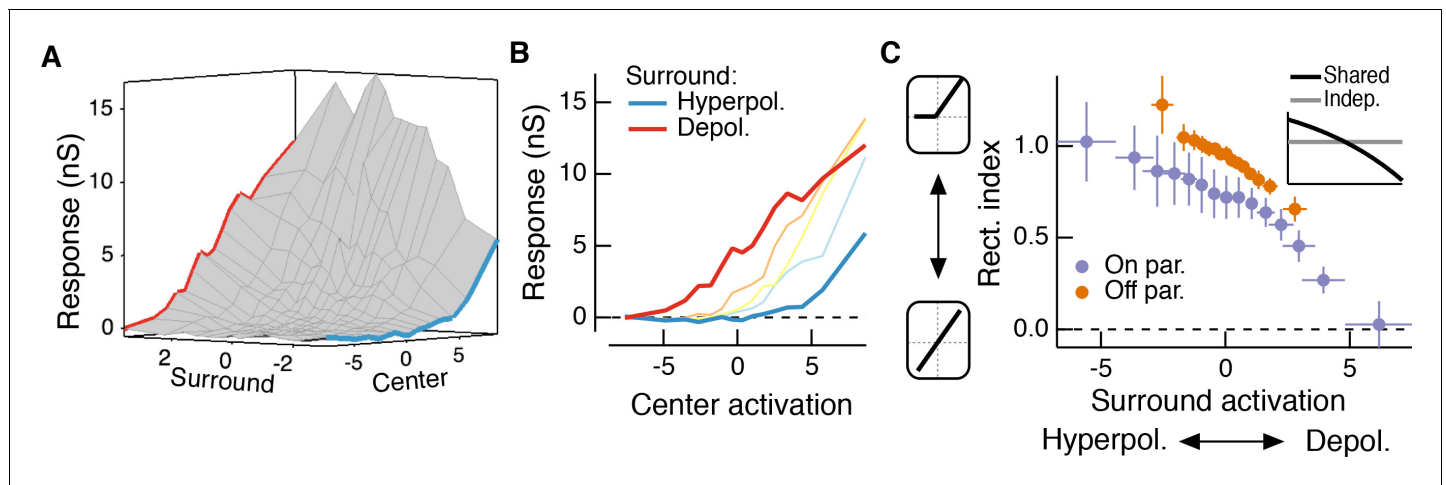 A
Response (nS)
15
10
5
0
2
0
-2
Surround
-5
0
5
Center
B
Surround:
Hyperpol.
Depol.
Response (nS)
15
10
5
0
-5
0
5
Center activation
C
Shared
Indep.
Rect. index
1.0
0.5
0.0
On par.
Off par.
-5
0
5
Surround activation
Hyperpol.
Depol.